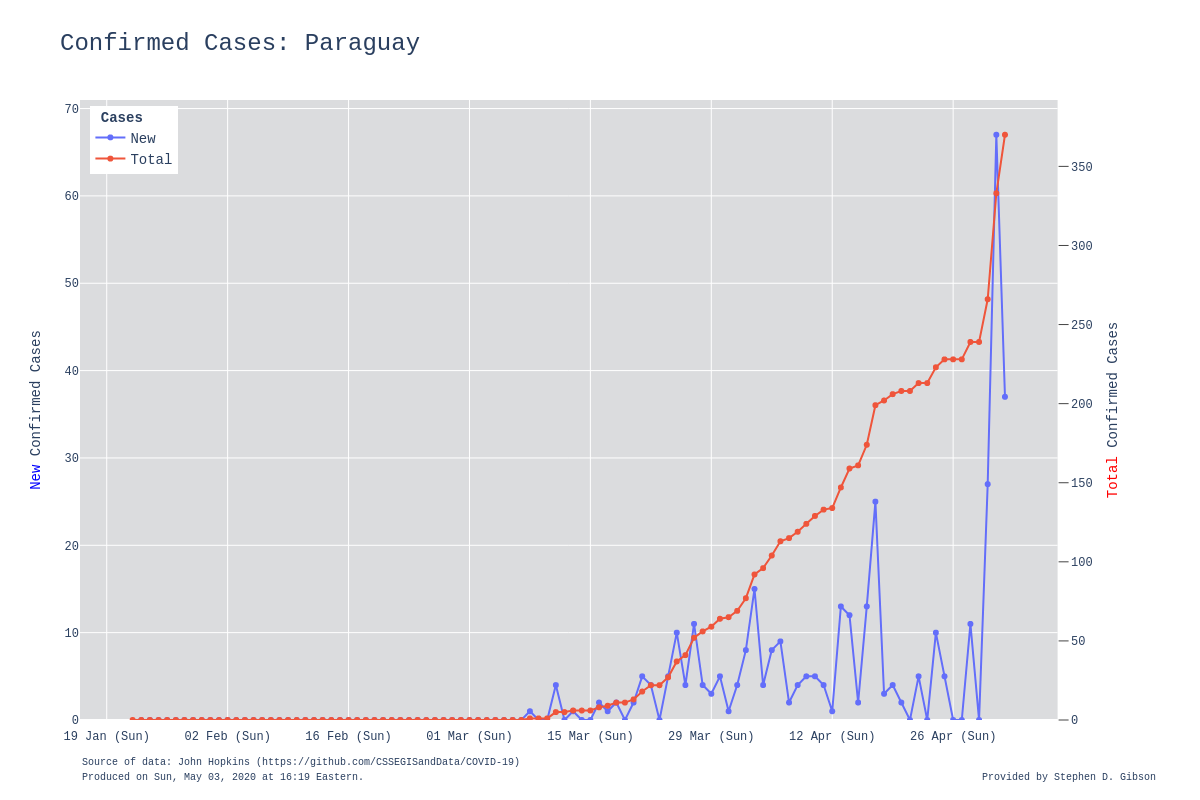 Confirmed Cases: Paraguay
Cases
New
Total
70
60
50
40
30
20
10
0
New Confirmed Cases
350
300
250
200
150
100
50
0
Total Confirmed Cases
19 Jan (Sun) 02 Feb (Sun) 16 Feb (Sun) 01 Mar (Sun) 15 Mar (Sun) 29 Mar (Sun) 12 Apr (Sun) 26 Apr (Sun)
Source of data: John Hopkins (https://github.com/CSSEGISandData/COVID-19)
Produced on Sun, May 03, 2020 at 16:19 Eastern.
Provided by Stephen D. Gibson